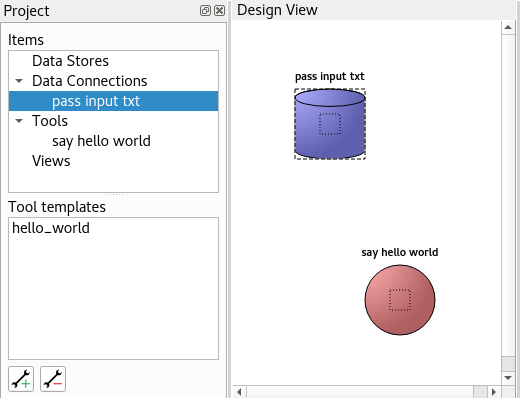 Project
Items
Data Stores
Data Connections
pass input txt
Tools
say hello world
Views
Tool templates
hello_world
Design View
pass input txt
say hello world